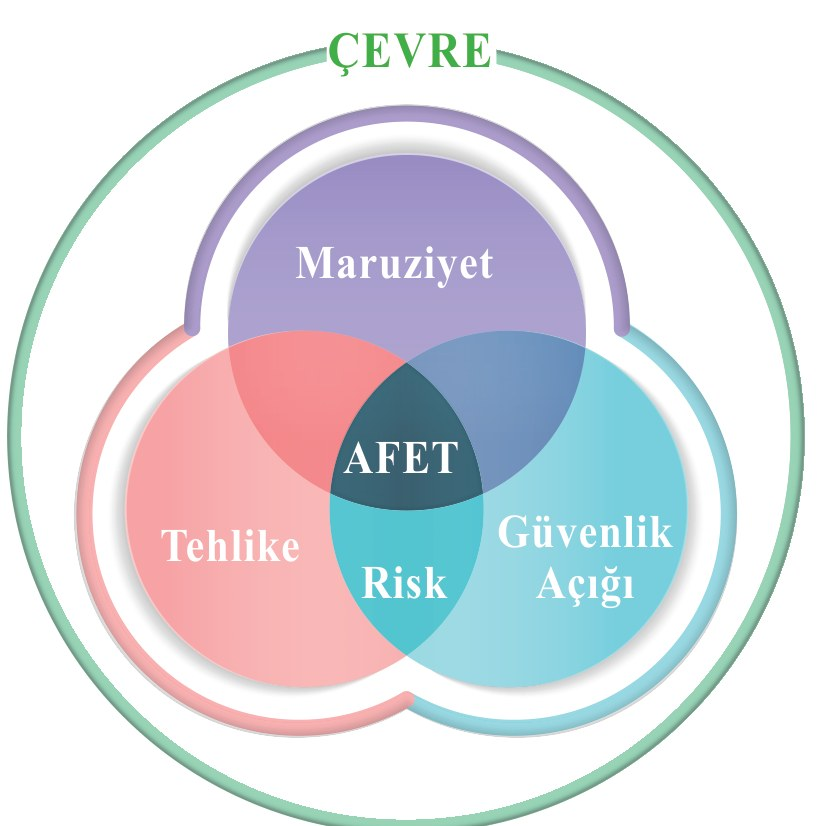 ÇEVRE
Maruziyet
AFET
Tehlike
Güvenlik
Açığı
Risk